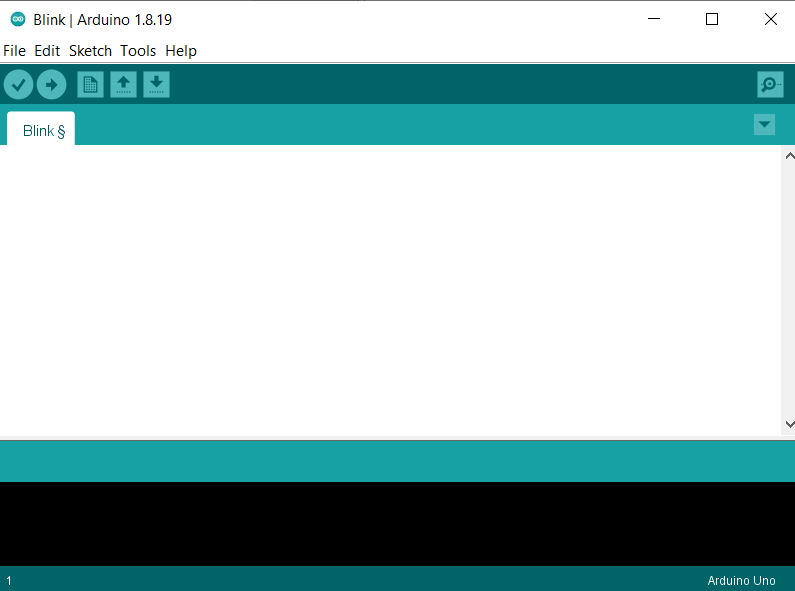 Blink | Arduino 1.8.19
File Edit Sketch Tools Help
Blink §
1
Arduino Uno